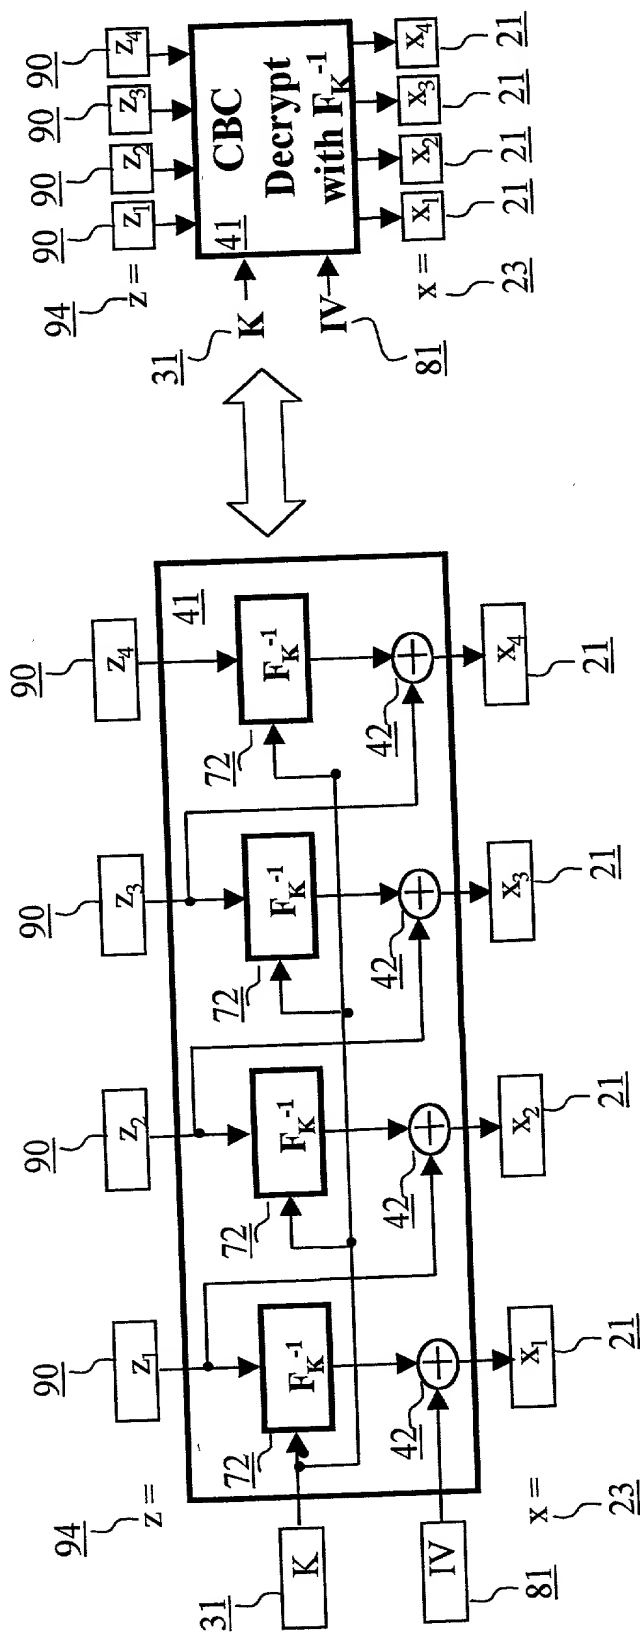 90 90 90 90
94 z = z₁ z₂ z₃ z₄
41
72 72 72 72
31 K F_K⁻¹ F_K⁻¹ F_K⁻¹ F_K⁻¹
42 42 42 42
IV + + + +
81
x = x₁ x₂ x₃ x₄
23 21 21 21 21
90 90 90 90
94 z = z₁ z₂ z₃ z₄
41
31 K CBC
Decrypt
IV with F_K⁻¹
81
x = x₁ x₂ x₃ x₄
23 21 21 21 21